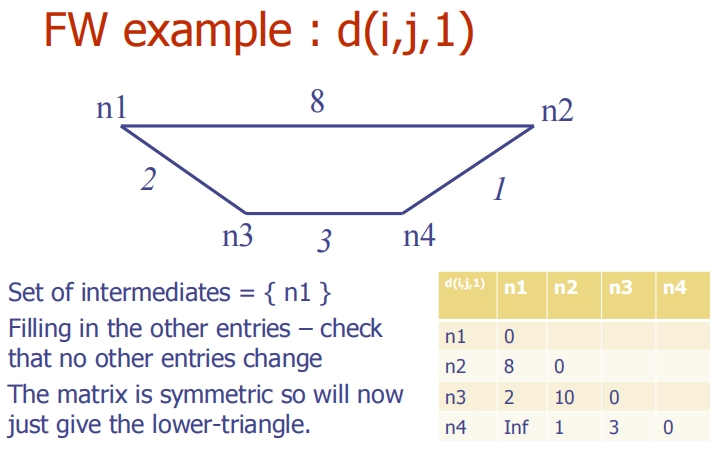 FW example : d(i,j,1)
n1 8 n2
2 1
n3 3 n4
Set of intermediates = { n1 }
Filling in the other entries – check
that no other entries change
The matrix is symmetric so will now
just give the lower-triangle.
d(i,j,1) n1 n2 n3 n4
n1 0
n2 8 0
n3 2 10 0
n4 Inf 1 3 0